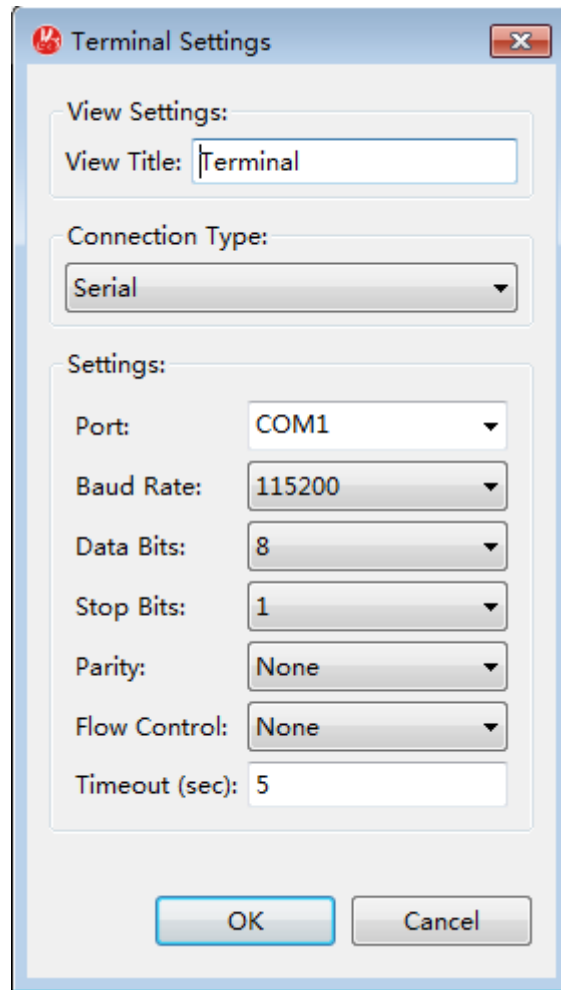 Terminal Settings
View Settings:
View Title: Terminal
Connection Type:
Serial
Settings:
Port: COM1
Baud Rate: 115200
Data Bits: 8
Stop Bits: 1
Parity: None
Flow Control: None
Timeout (sec): 5
OK Cancel